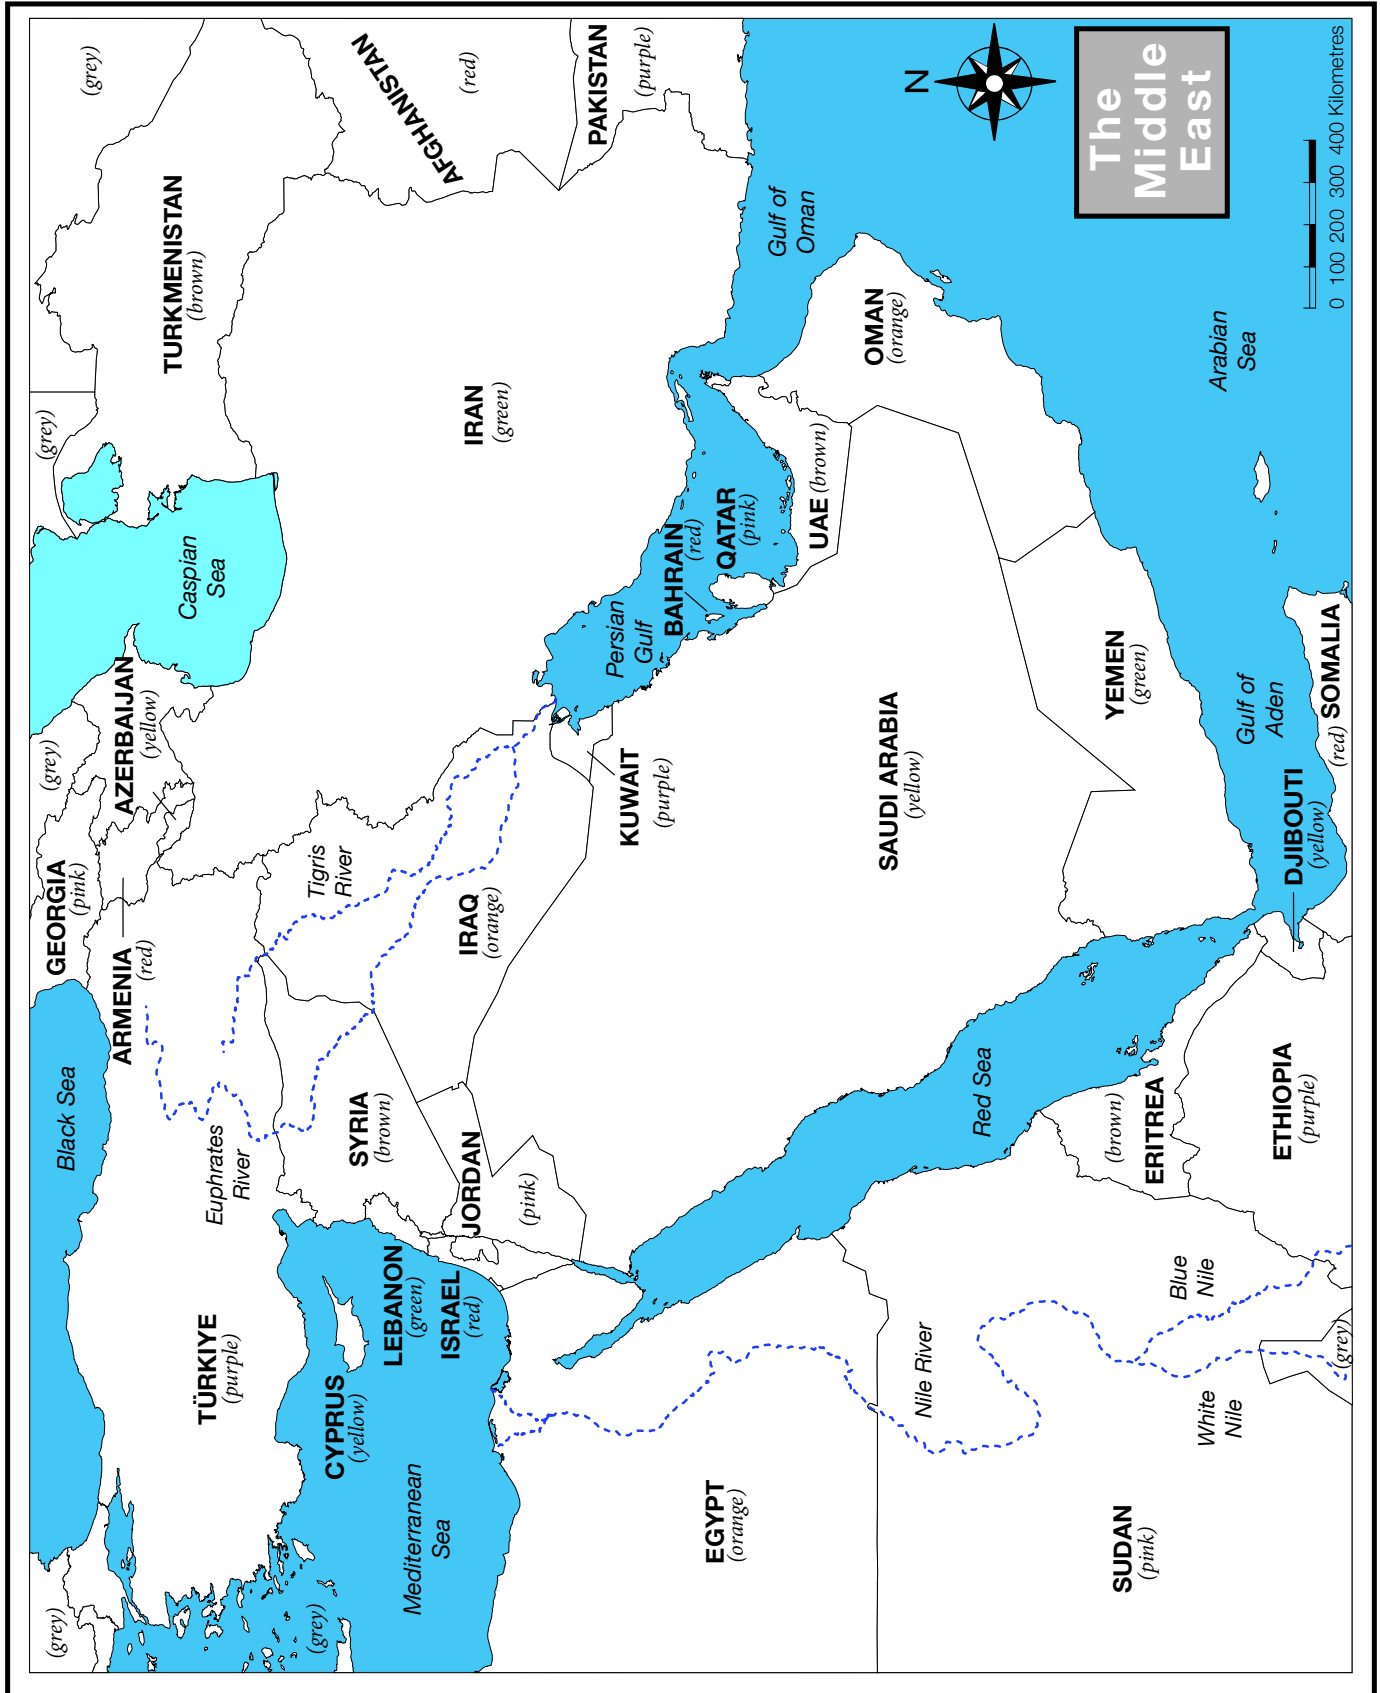 (grey)
Black Sea
GEORGIA
(pink)
(grey)
(grey)
(grey)
ARMENIA
(red)
AZERBAIJAN
(yellow)
Caspian
Sea
TURKMENISTAN
(brown)
TÜRKIYE
(purple)
Euphrates
River
Tigris
River
(grey)
CYPRUS
(yellow)
SYRIA
(brown)
AFGHANISTAN
(red)
Mediterranean
Sea
LEBANON
(green)
ISRAEL
(red)
JORDAN
(pink)
IRAQ
(orange)
IRAN
(green)
PAKISTAN
(purple)
KUWAIT
(purple)
Persian
Gulf
BAHRAIN
(red)
QATAR
(pink)
UAE (brown)
Gulf of
Oman
OMAN
(orange)
N
EGYPT
(orange)
SAUDI ARABIA
(yellow)
Nile River
Red Sea
The
Middle
East
SUDAN
(pink)
(brown)
ERITREA
YEMEN
(green)
White
Nile
Blue
Nile
Arabian
Sea
Gulf of
Aden
ETHIOPIA
(purple)
DJIBOUTI
(yellow)
(grey)
(red) SOMALIA
0 100 200 300 400 Kilometres